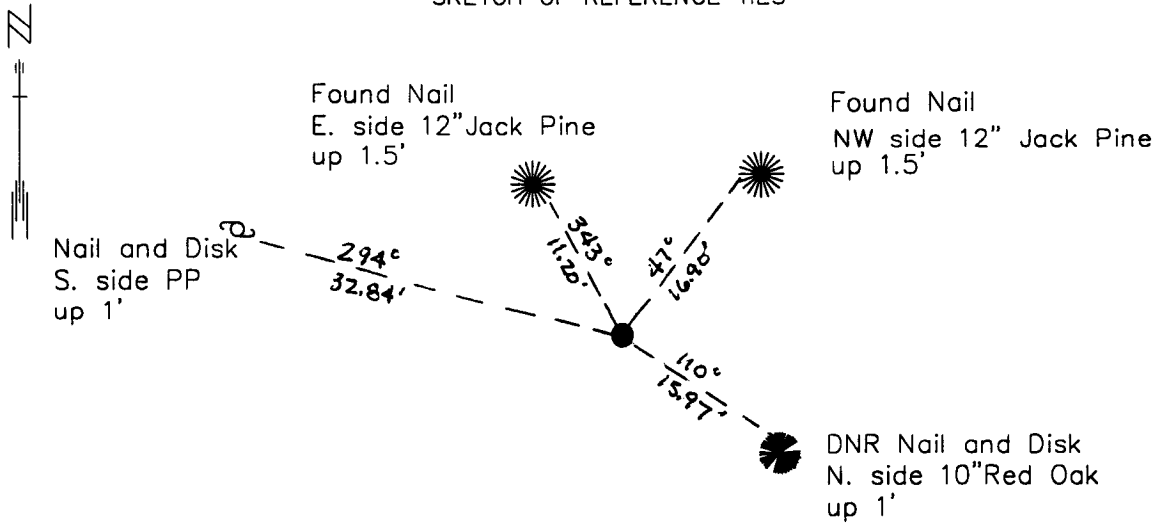 SKETCH OF REFERENCE TIES
N
Found Nail
E. side 12"Jack Pine
up 1.5'
Found Nail
NW side 12" Jack Pine
up 1.5'
Nail and Disk
S. side PP
up 1'
294°
32.84'
343°
11.20'
47°
16.90'
110°
15.97'
DNR Nail and Disk
N. side 10"Red Oak
up 1'